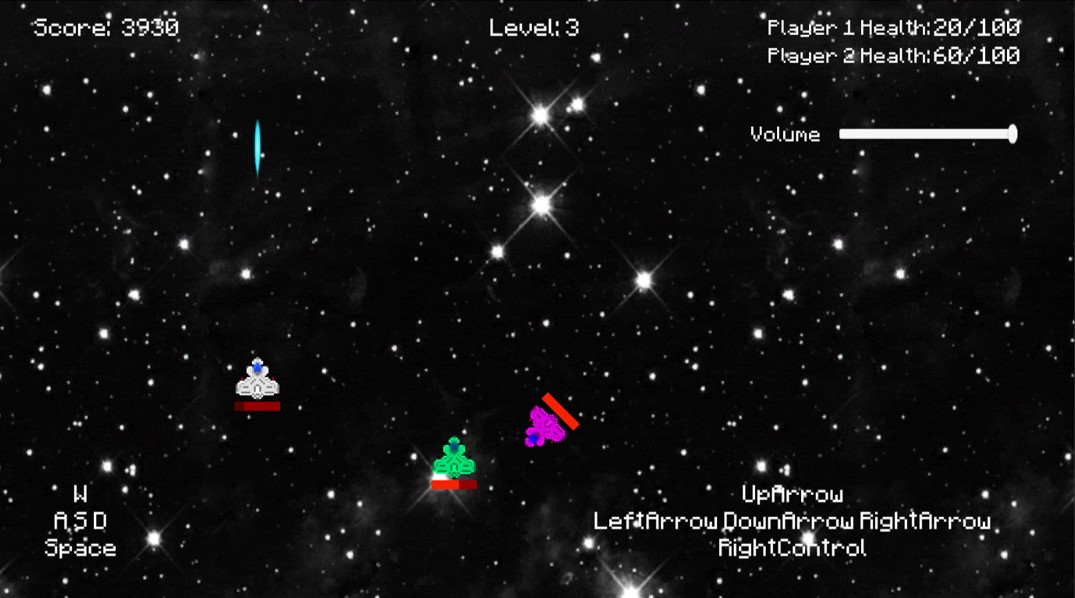 Score: 3930
Level: 3
Player 1 Health: 20/100
Player 2 Health: 60/100
Volume
W
A S D
Space
UpArrow
LeftArrow DownArrow RightArrow
RightControl